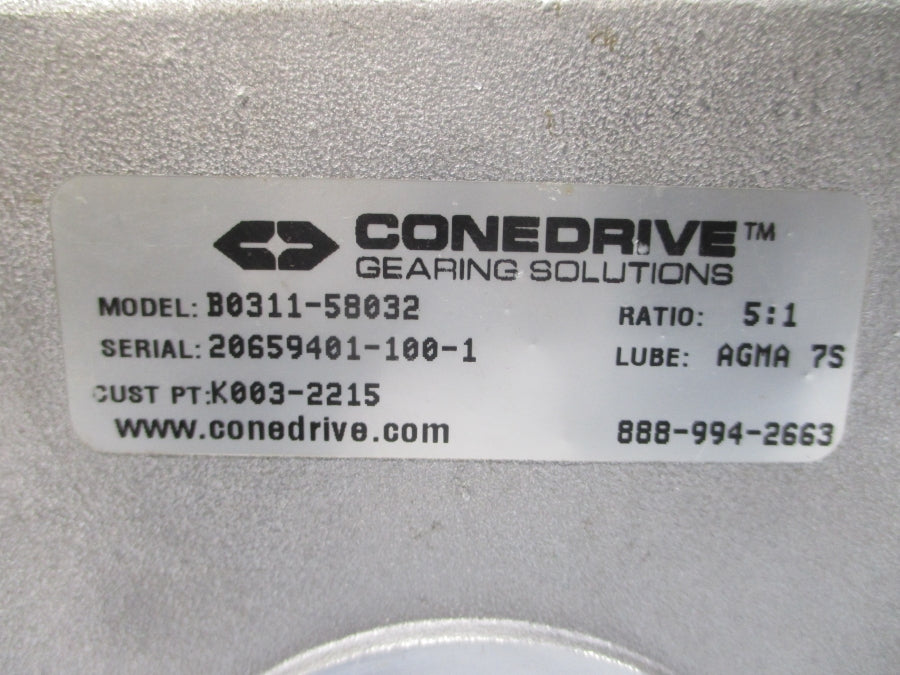 CONEDRIVE™
GEARING SOLUTIONS
MODEL: B0311-58032
RATIO: 5:1
SERIAL: 20659401-100-1
LUBE: AGMA 7S
CUST PT:K003-2215
www.conedrive.com
888-994-2663